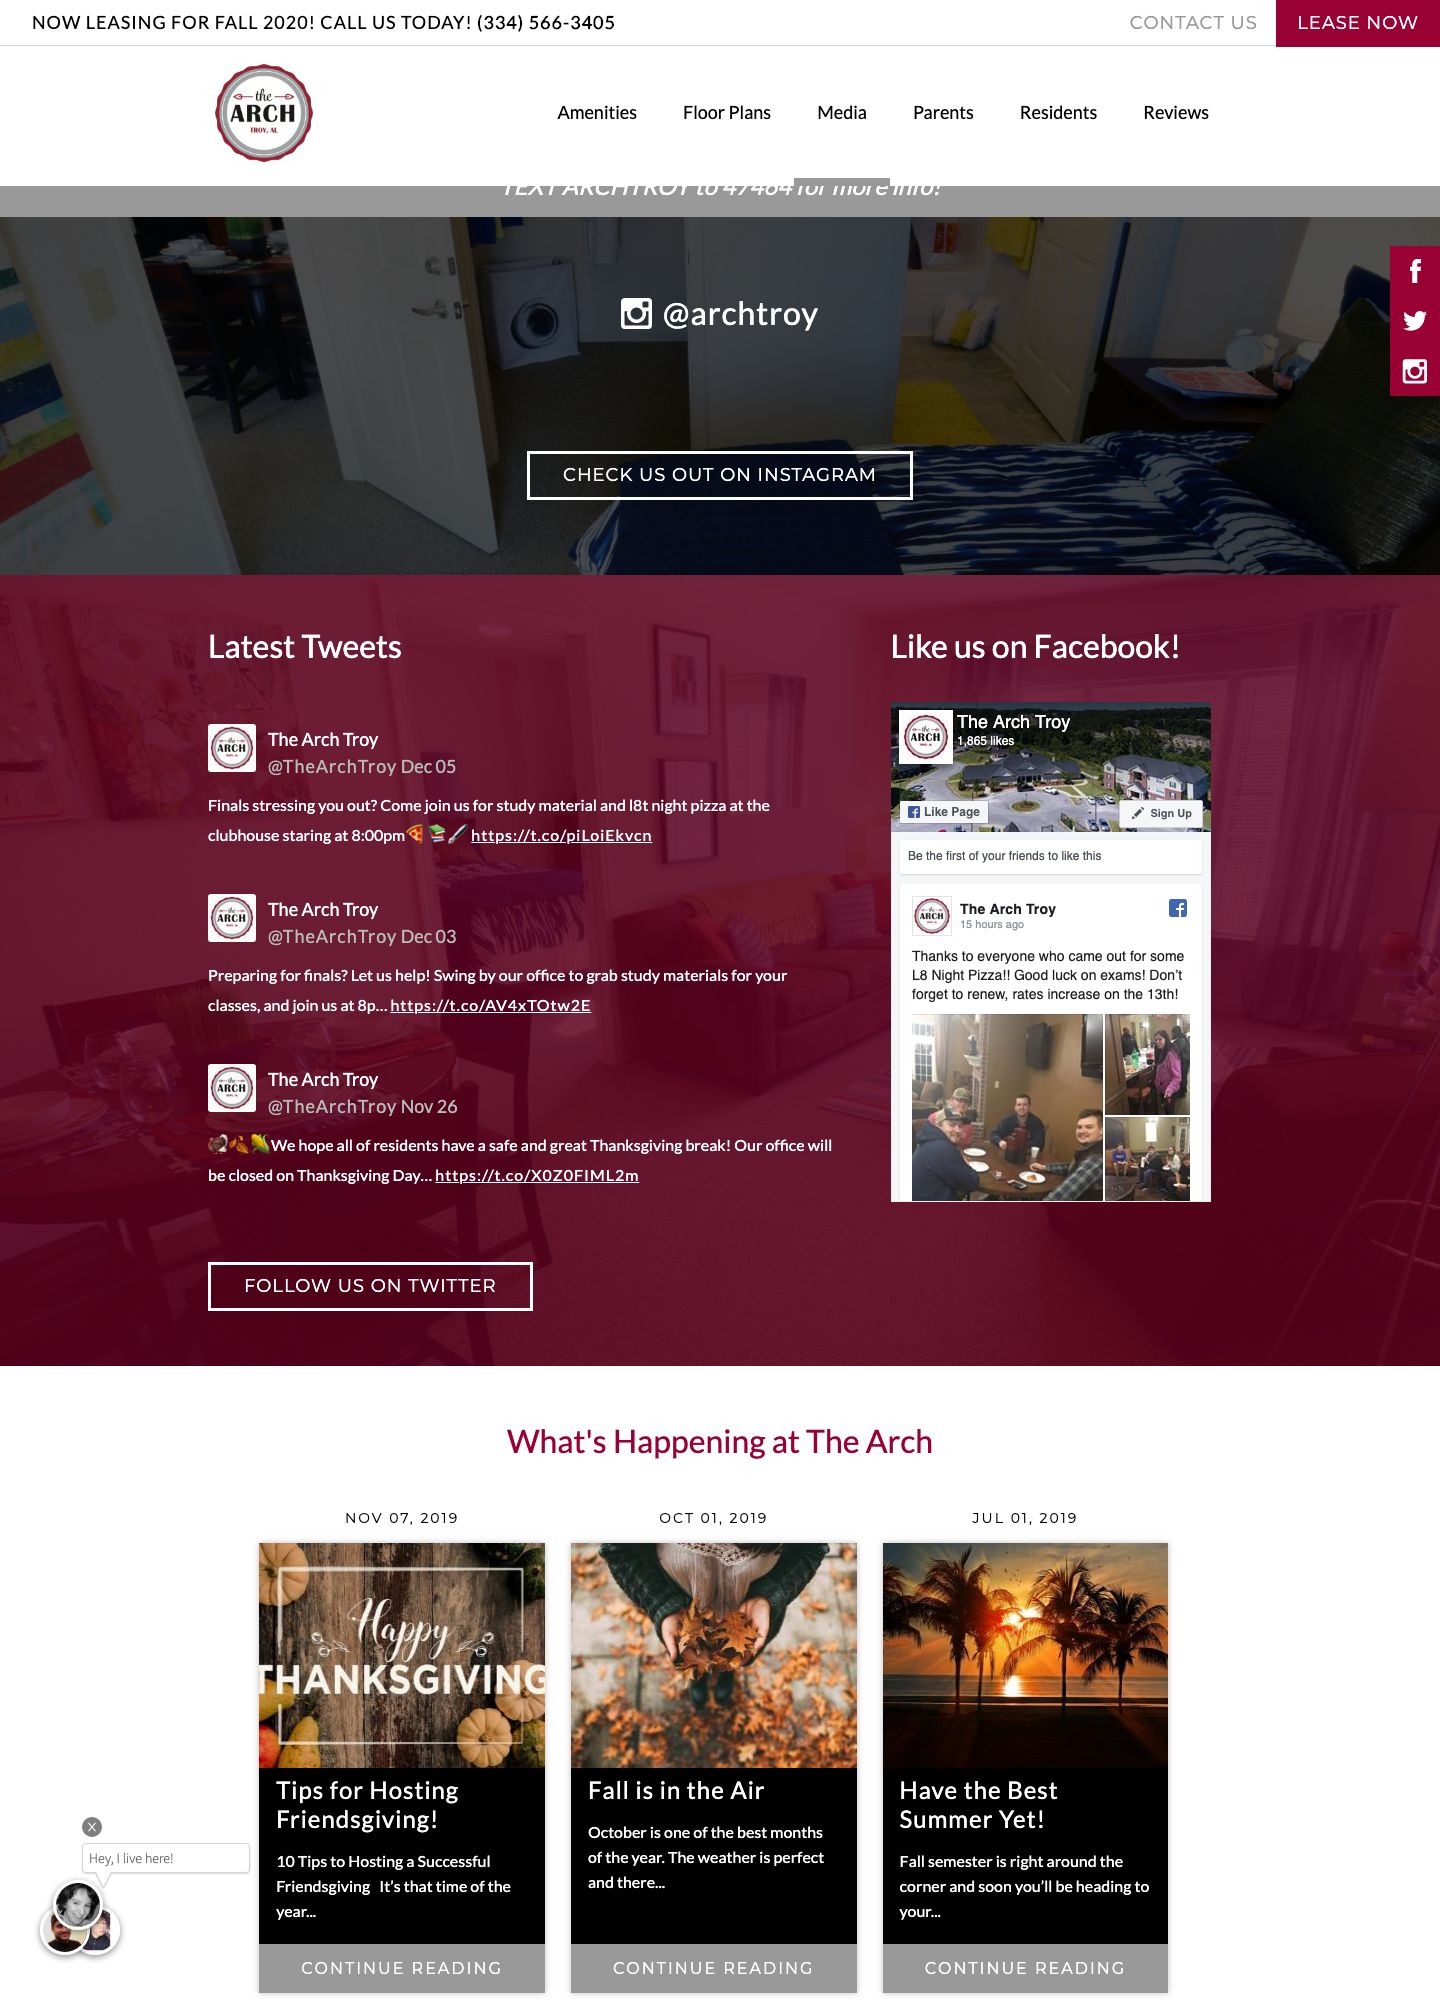 NOW LEASING FOR FALL 2020! CALL US TODAY! (334) 566-3405
CONTACT US
LEASE NOW
the
ARCH
TROY, AL
Amenities
Floor Plans
Media
Parents
Residents
Reviews
TEXT ARCHTROY to 47464 for more info!
@archtroy
CHECK US OUT ON INSTAGRAM
Latest Tweets
The Arch Troy
@TheArchTroy Dec 05
Finals stressing you out? Come join us for study material and l8t night pizza at the
clubhouse staring at 8:00pm🍕📚🖌️ https://t.co/piLoiEkvcn
The Arch Troy
@TheArchTroy Dec 03
Preparing for finals? Let us help! Swing by our office to grab study materials for your
classes, and join us at 8p… https://t.co/AV4xTOtw2E
The Arch Troy
@TheArchTroy Nov 26
🦃🍂🌽We hope all of residents have a safe and great Thanksgiving break! Our office will
be closed on Thanksgiving Day… https://t.co/X0Z0FIML2m
FOLLOW US ON TWITTER
Like us on Facebook!
The Arch Troy
1,865 likes
Like Page
Sign Up
Be the first of your friends to like this
The Arch Troy
15 hours ago
Thanks to everyone who came out for some
L8 Night Pizza!! Good luck on exams! Don't
forget to renew, rates increase on the 13th!
What's Happening at The Arch
NOV 07, 2019
Happy
THANKSGIVING
Tips for Hosting
Friendsgiving!
10 Tips to Hosting a Successful
Friendsgiving   It's that time of the
year...
CONTINUE READING
OCT 01, 2019
Fall is in the Air
October is one of the best months
of the year. The weather is perfect
and there...
CONTINUE READING
JUL 01, 2019
Have the Best
Summer Yet!
Fall semester is right around the
corner and soon you'll be heading to
your...
CONTINUE READING
X
Hey, I live here!